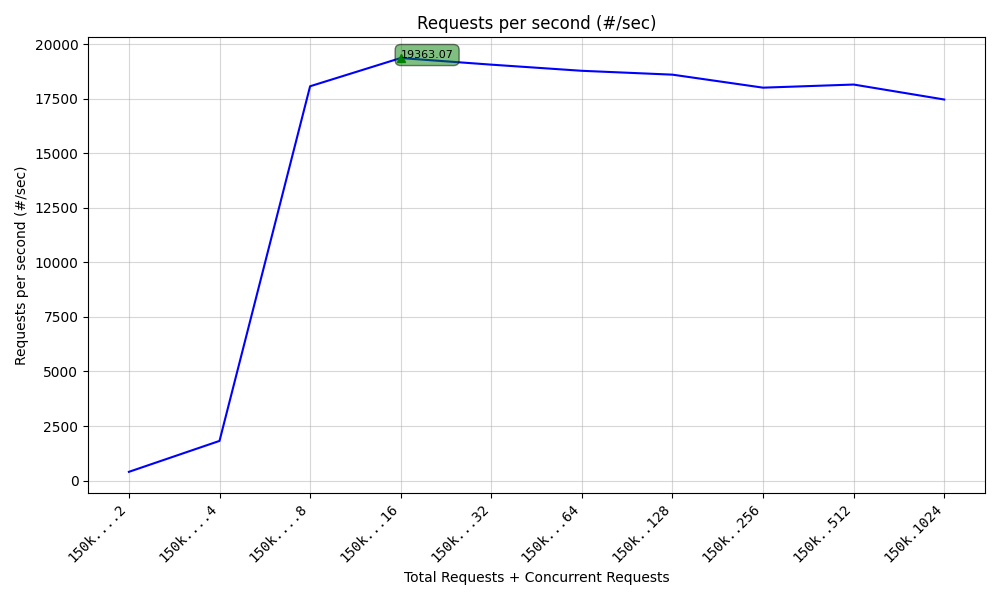 Requests per second (#/sec)
20000
17500
15000
12500
10000
7500
5000
2500
0
Requests per second (#/sec)
19363.07
150k....2
150k....4
150k....8
150k...16
150k...32
150k...64
150k..128
150k..256
150k..512
150k.1024
Total Requests + Concurrent Requests